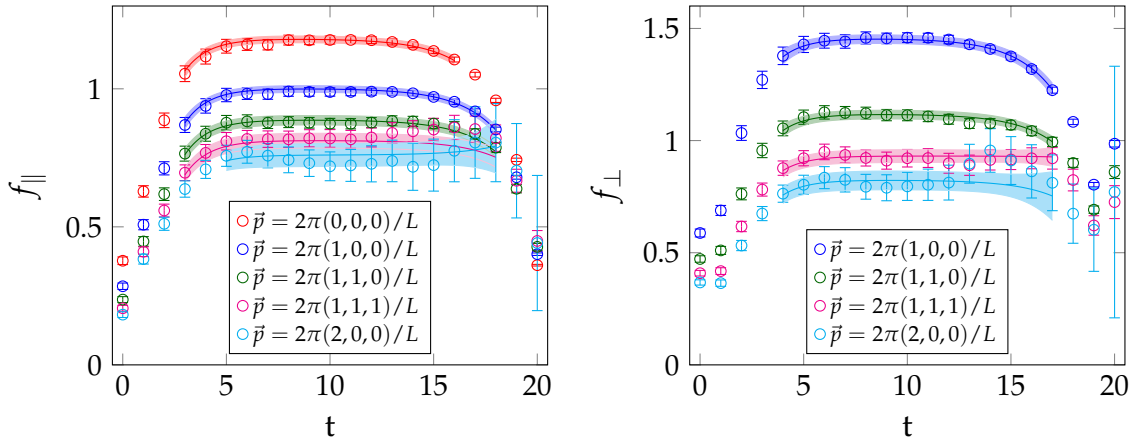 1
0.5
0
f∥
0 5 10 15 20
t
p⃗ = 2π(0,0,0)/L
p⃗ = 2π(1,0,0)/L
p⃗ = 2π(1,1,0)/L
p⃗ = 2π(1,1,1)/L
p⃗ = 2π(2,0,0)/L
1.5
1
0.5
0
f⊥
0 5 10 15 20
t
p⃗ = 2π(1,0,0)/L
p⃗ = 2π(1,1,0)/L
p⃗ = 2π(1,1,1)/L
p⃗ = 2π(2,0,0)/L